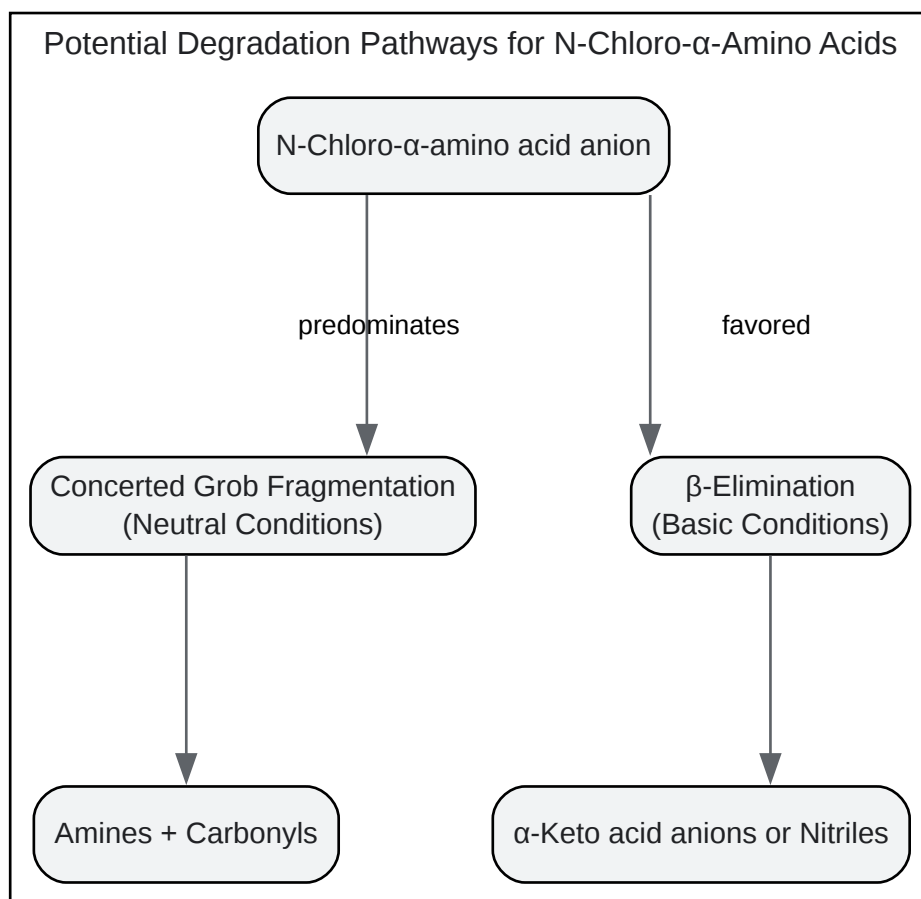 Potential Degradation Pathways for N-Chloro-α-Amino Acids
N-Chloro-α-amino acid anion
predominates
favored
Concerted Grob Fragmentation
(Neutral Conditions)
β-Elimination
(Basic Conditions)
Amines + Carbonyls
α-Keto acid anions or Nitriles